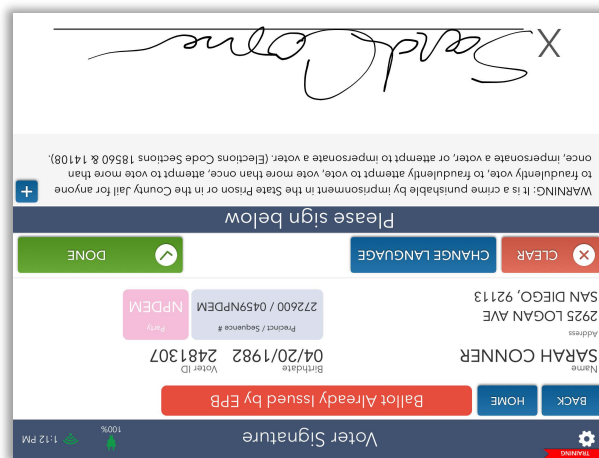 TRAINING
Voter Signature
100%
1:12 PM
BACK
HOME
Ballot Already Issued by EPB
Name
SARAH CONNER
Birthdate
04/20/1982
Voter ID
2481307
Address
2925 LOGAN AVE
SAN DIEGO, 92113
Precinct / Sequence #
272600 / 0459NPDEM
Party
NPDEM
CLEAR
CHANGE LANGUAGE
DONE
Please sign below
WARNING: It is a crime punishable by imprisonment in the State Prison or in the County Jail for anyone
to fraudulently vote, to fraudulently attempt to vote, vote more than once, attempt to vote more than
once, impersonate a voter, or attempt to impersonate a voter. (Elections Code Sections 18560 & 14108).
+
X